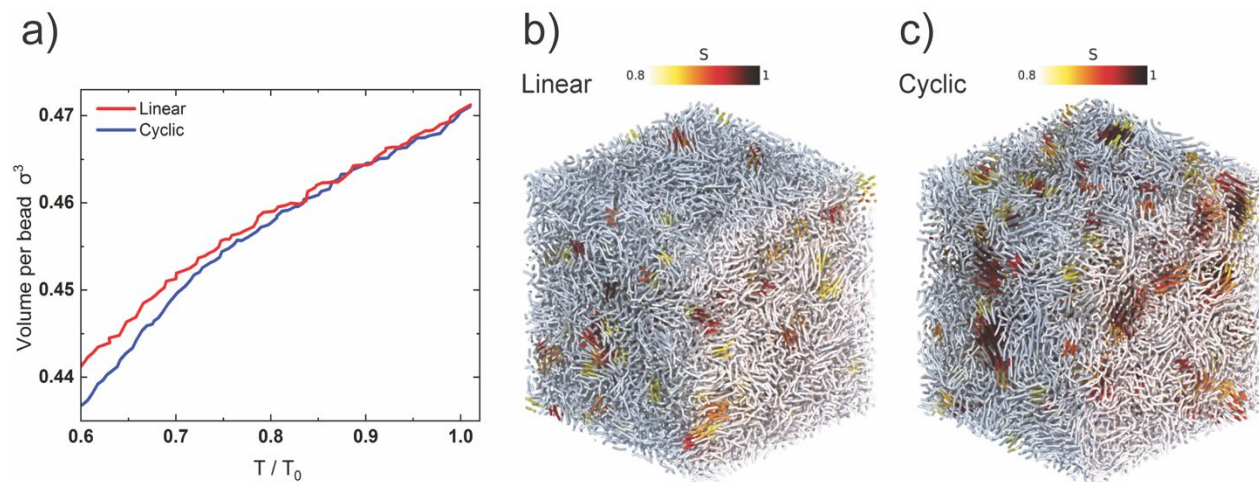 a)
b)
c)
Linear
Cyclic
0.47
0.46
0.45
0.44
0.6
0.7
0.8
0.9
1.0
Volume per bead σ³
T / T₀
S
0.8
1
Linear
S
0.8
1
Cyclic